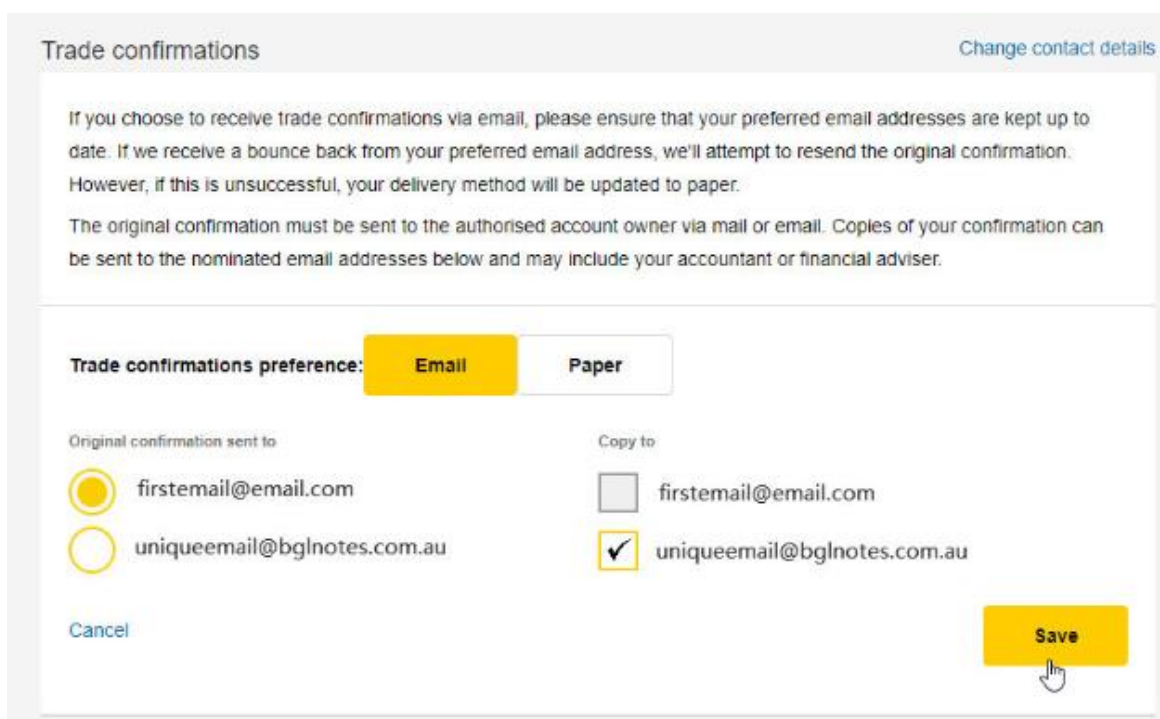 Trade confirmations
Change contact details
If you choose to receive trade confirmations via email, please ensure that your preferred email addresses are kept up to
date. If we receive a bounce back from your preferred email address, we'll attempt to resend the original confirmation.
However, if this is unsuccessful, your delivery method will be updated to paper.
The original confirmation must be sent to the authorised account owner via mail or email. Copies of your confirmation can
be sent to the nominated email addresses below and may include your accountant or financial adviser.
Trade confirmations preference: Email Paper
Original confirmation sent to
firstemail@email.com
uniqueemail@bglnotes.com.au
Copy to
firstemail@email.com
uniqueemail@bglnotes.com.au
Cancel
Save